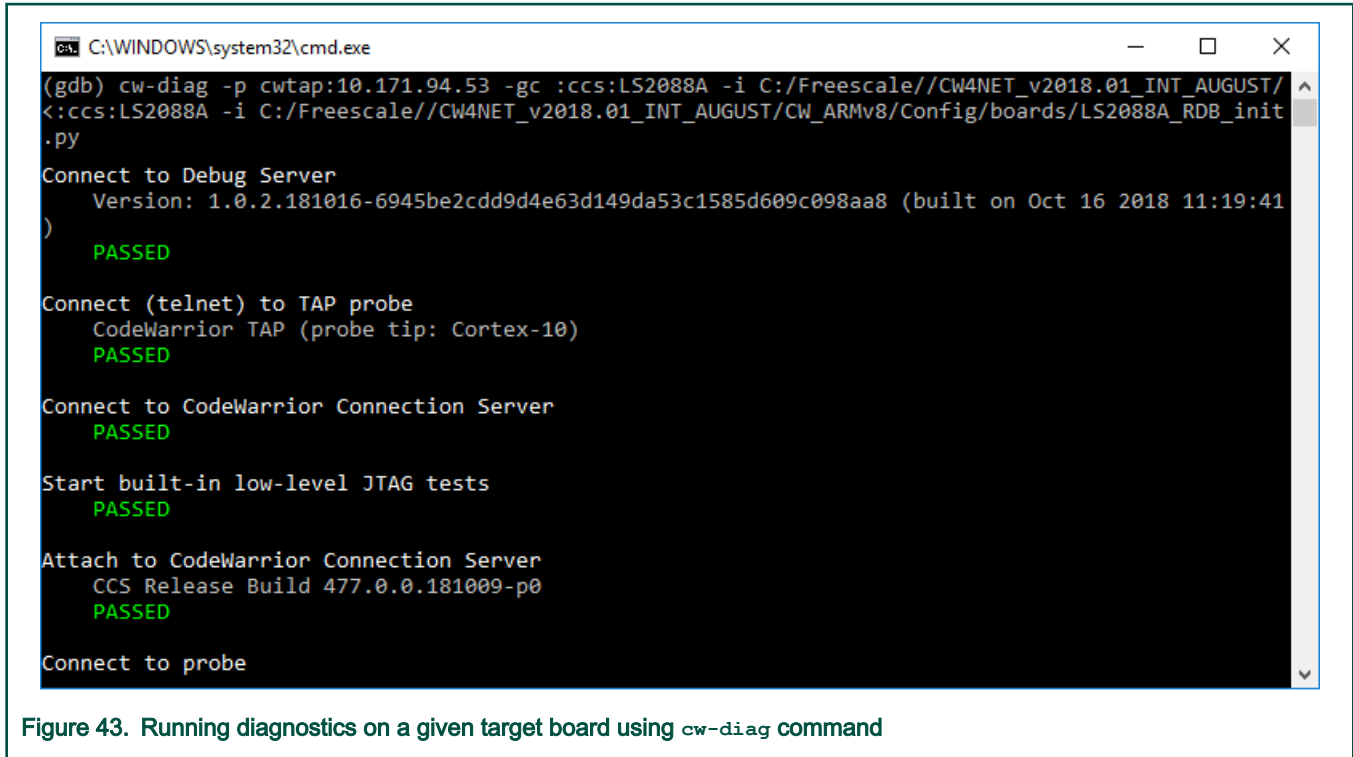 C:\WINDOWS\system32\cmd.exe
(gdb) cw-diag -p cwtap:10.171.94.53 -gc :ccs:LS2088A -i C:/Freescale//CW4NET_v2018.01_INT_AUGUST/
<:ccs:LS2088A -i C:/Freescale//CW4NET_v2018.01_INT_AUGUST/CW_ARMv8/Config/boards/LS2088A_RDB_init
.py
Connect to Debug Server
Version: 1.0.2.181016-6945be2cdd9d4e63d149da53c1585d609c098aa8 (built on Oct 16 2018 11:19:41
)
PASSED
Connect (telnet) to TAP probe
CodeWarrior TAP (probe tip: Cortex-10)
PASSED
Connect to CodeWarrior Connection Server
PASSED
Start built-in low-level JTAG tests
PASSED
Attach to CodeWarrior Connection Server
CCS Release Build 477.0.0.181009-p0
PASSED
Connect to probe
Figure 43. Running diagnostics on a given target board using cw-diag command